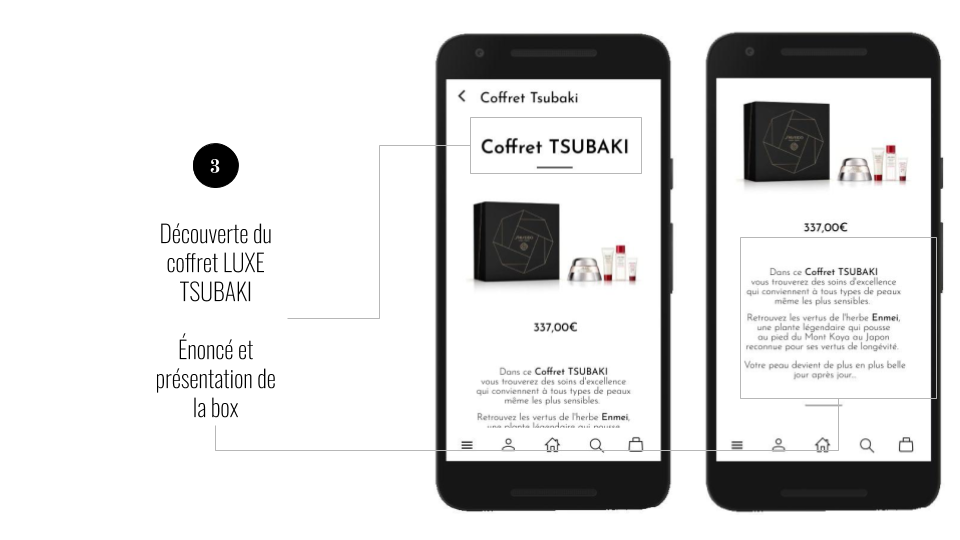 3
Découverte du
coffret LUXE
TSUBAKI
Énoncé et
présentation de
la box
Coffret Tsubaki
Coffret TSUBAKI
337,00€
Dans ce Coffret TSUBAKI
vous trouverez des soins d'excellence
qui conviennent à tous types de peaux
même les plus sensibles.
Retrouvez les vertus de l'herbe Enmei,
une plante légendaire qui pousse
337,00€
Dans ce Coffret TSUBAKI
vous trouverez des soins d'excellence
qui conviennent à tous types de peaux
même les plus sensibles.
Retrouvez les vertus de l'herbe Enmei,
une plante légendaire qui pousse
au pied du Mont Koya au Japon
reconnue pour ses vertus de longévité.
Votre peau devient de plus en plus belle
jour après jour...